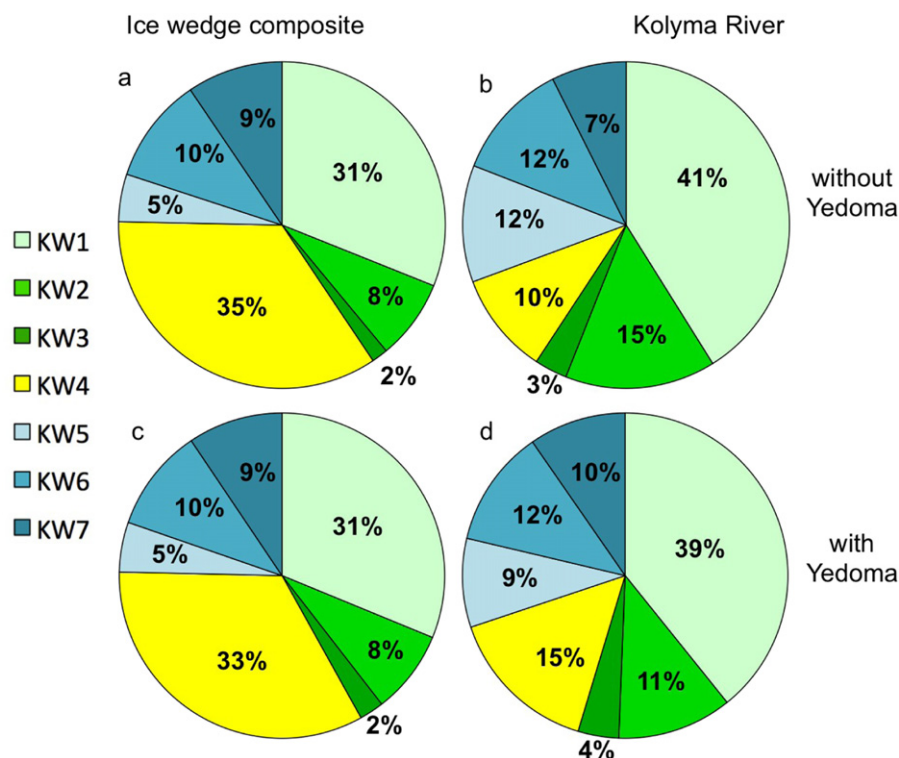 Ice wedge composite
Kolyma River
a
9%
31%
10%
5%
35%
8%
2%
b
7%
41%
12%
12%
10%
15%
3%
without
Yedoma
KW1
KW2
KW3
KW4
KW5
KW6
KW7
c
9%
31%
10%
5%
33%
8%
2%
d
10%
39%
12%
9%
15%
11%
4%
with
Yedoma